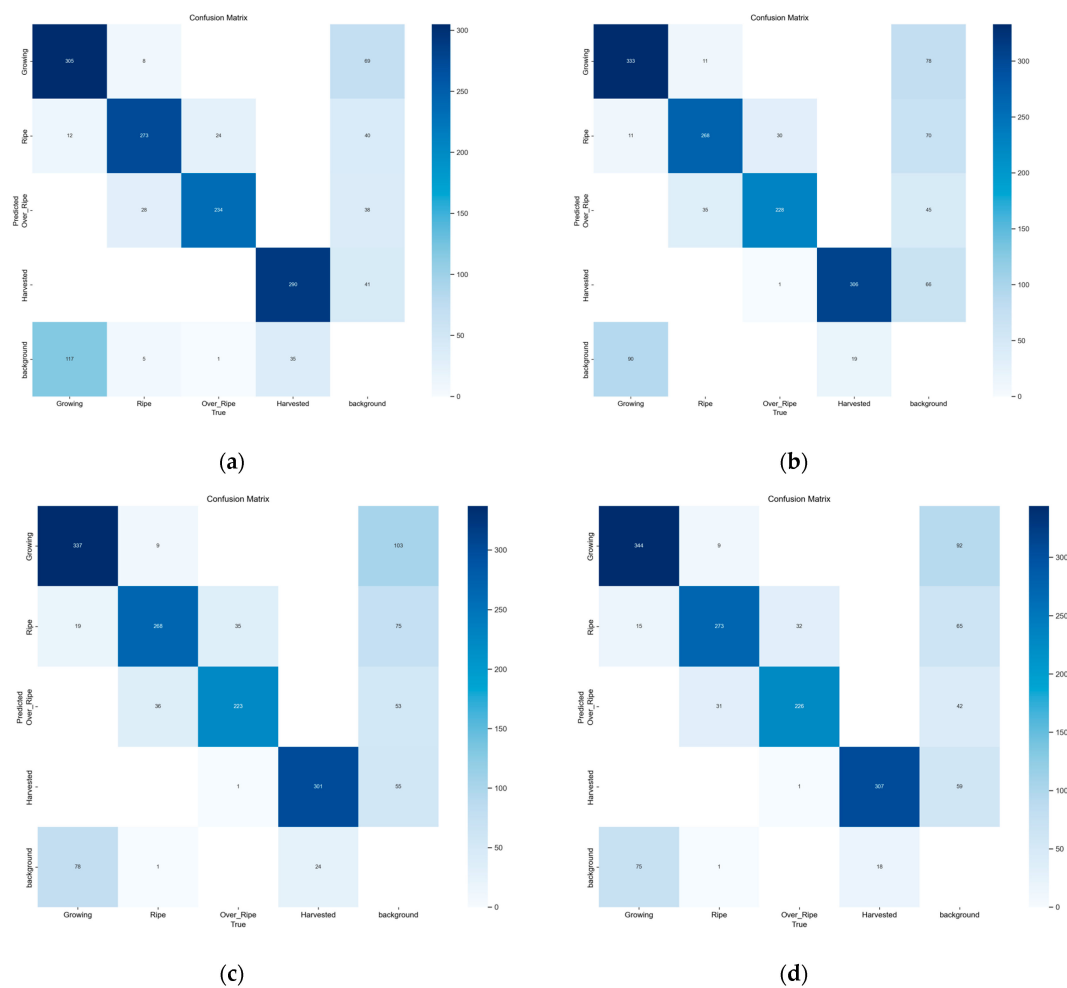 Confusion Matrix
Growing
305 8 69
300
250
Ripe
12 273 24 40
200
Predicted
Over_Ripe
28 234 38
150
100
Harvested
290 41
50
background
117 5 1 35
0
Growing Ripe Over_Ripe Harvested background
True
(a)
Confusion Matrix
Growing
333 11 78
300
250
Ripe
11 268 30 70
200
Predicted
Over_Ripe
35 228 45
150
100
Harvested
1 306 66
50
background
90 19
0
Growing Ripe Over_Ripe Harvested background
True
(b)
Confusion Matrix
Growing
337 9 103
300
250
Ripe
19 268 35 75
200
Predicted
Over_Ripe
36 223 53
150
100
Harvested
1 301 55
50
background
78 1 24
0
Growing Ripe Over_Ripe Harvested background
True
(c)
Confusion Matrix
Growing
344 9 92
300
250
Ripe
15 273 32 65
200
Predicted
Over_Ripe
31 226 42
150
100
Harvested
1 307 59
50
background
75 1 18
0
Growing Ripe Over_Ripe Harvested background
True
(d)